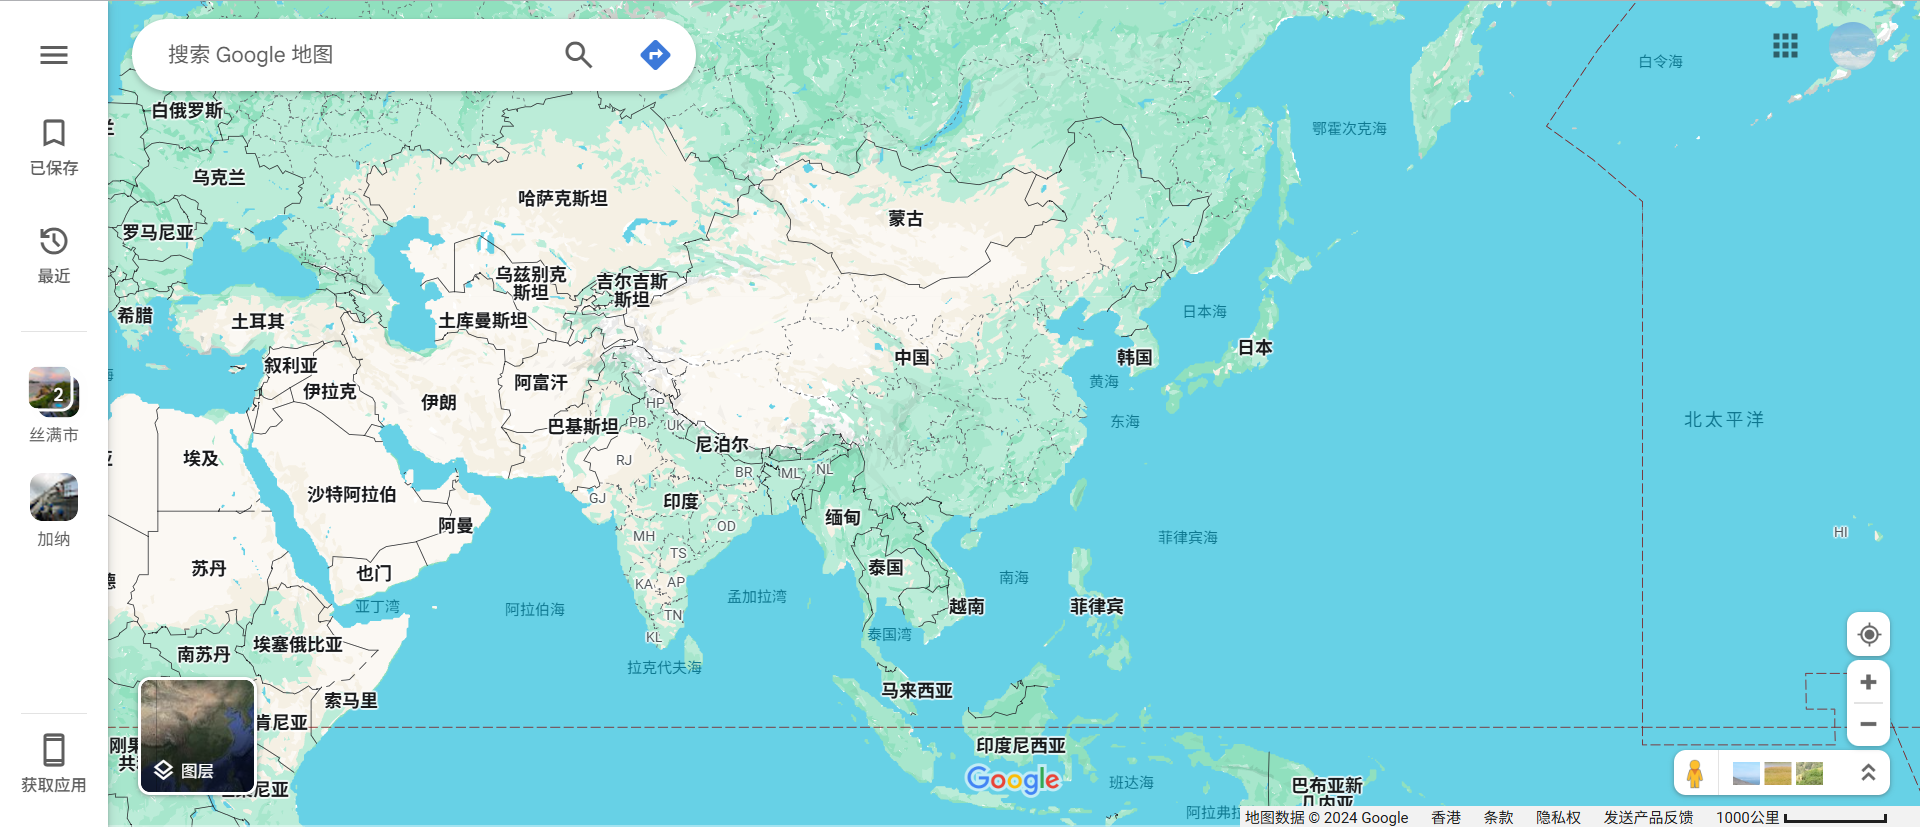 搜索 Google 地图
已保存
最近
2
丝满市
加纳
获取应用
图层
白俄罗斯
乌克兰
罗马尼亚
希腊
土耳其
叙利亚
伊拉克
伊朗
埃及
沙特阿拉伯
阿曼
也门
苏丹
亚丁湾
埃塞俄比亚
南苏丹
索马里
肯尼亚
哈萨克斯坦
乌兹别克
斯坦
吉尔吉斯
斯坦
土库曼斯坦
阿富汗
巴基斯坦
蒙古
中国
韩国
日本
日本海
黄海
东海
鄂霍次克海
白令海
北太平洋
HP
PB
UK
尼泊尔
RJ
BR
ML
NL
GJ
印度
OD
MH
TS
KA
AP
TN
KL
缅甸
泰国
越南
南海
菲律宾海
菲律宾
阿拉伯海
孟加拉湾
泰国湾
拉克代夫海
马来西亚
印度尼西亚
班达海
阿拉弗拉
巴布亚新
几内亚
HI
Google
地图数据 © 2024 Google
香港
条款
隐私权
发送产品反馈
1000公里